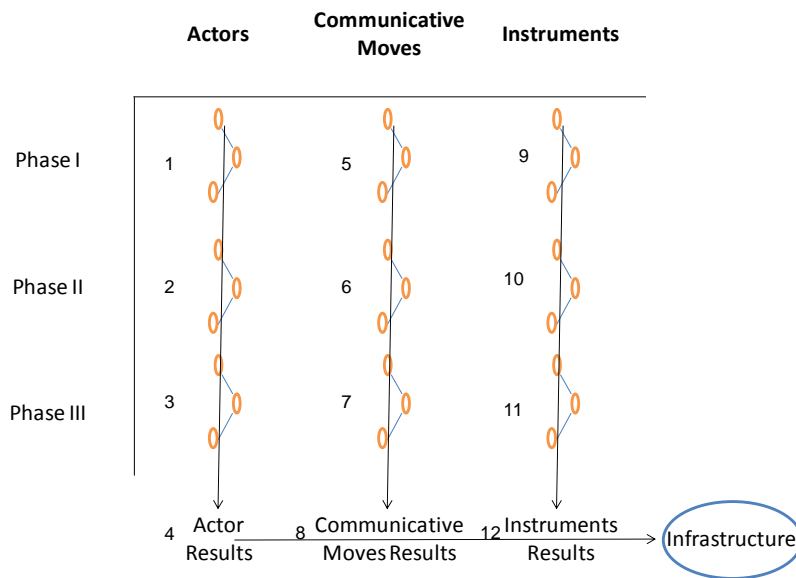 Actors
Communicative
Moves
Instruments
Phase I
1
5
9
Phase II
2
6
10
Phase III
3
7
11
4
Actor
Results
8
Communicative
Moves Results
12
Instruments
Results
Infrastructure